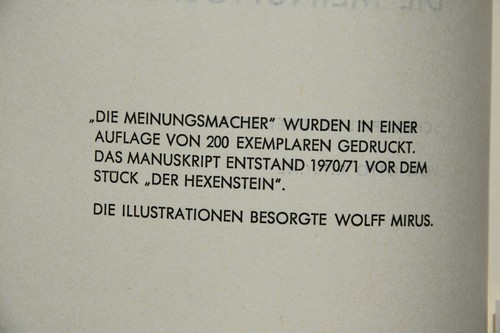 „DIE MEINUNGSMACHER“ WURDEN IN EINER
AUFLAGE VON 200 EXEMPLAREN GEDRUCKT.
DAS MANUSKRIPT ENTSTAND 1970/71 VOR DEM
STÜCK „DER HEXENSTEIN“.
DIE ILLUSTRATIONEN BESORGTE WOLFF MIRUS.